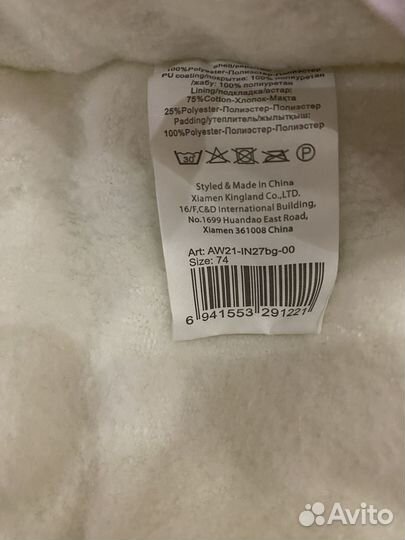 100%Polyester-Полиэстер-Полиэстер
PU coating/покрытие: 100% полиуретан
/жабу: 100% полиуретан
Lining/подкладка/астар:
75%Cotton-Хлопок-Мақта
25%Polyester-Полиэстер-Полиэстер
Padding/утеплитель/жылытқыш:
100%Polyester-Полиэстер-Полиэстер
30°
P
Styled & Made In China
Xiamen Kingland Co.,LTD.
16/F,C&D International Building,
No.1699 Huandao East Road,
Xiamen 361008 China
Art: AW21-IN27bg-00
Size: 74
6 941553 291221
Avito